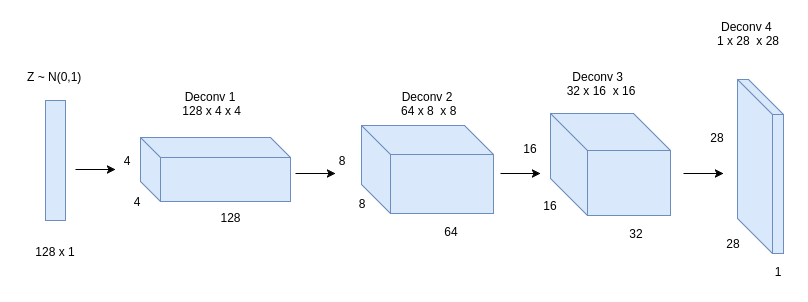 Z ~ N(0,1)
128 x 1
Deconv 1
128 x 4 x 4
4
4
128
Deconv 2
64 x 8  x 8
8
8
64
Deconv 3
32 x 16  x 16
16
16
32
Deconv 4
1 x 28  x 28
28
28
1